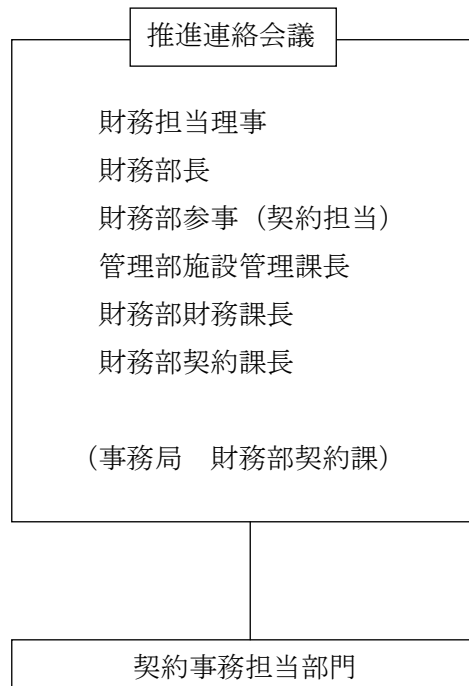 推進連絡会議
財務担当理事
財務部長
財務部参事（契約担当）
管理部施設管理課長
財務部財務課長
財務部契約課長
（事務局　財務部契約課）
契約事務担当部門